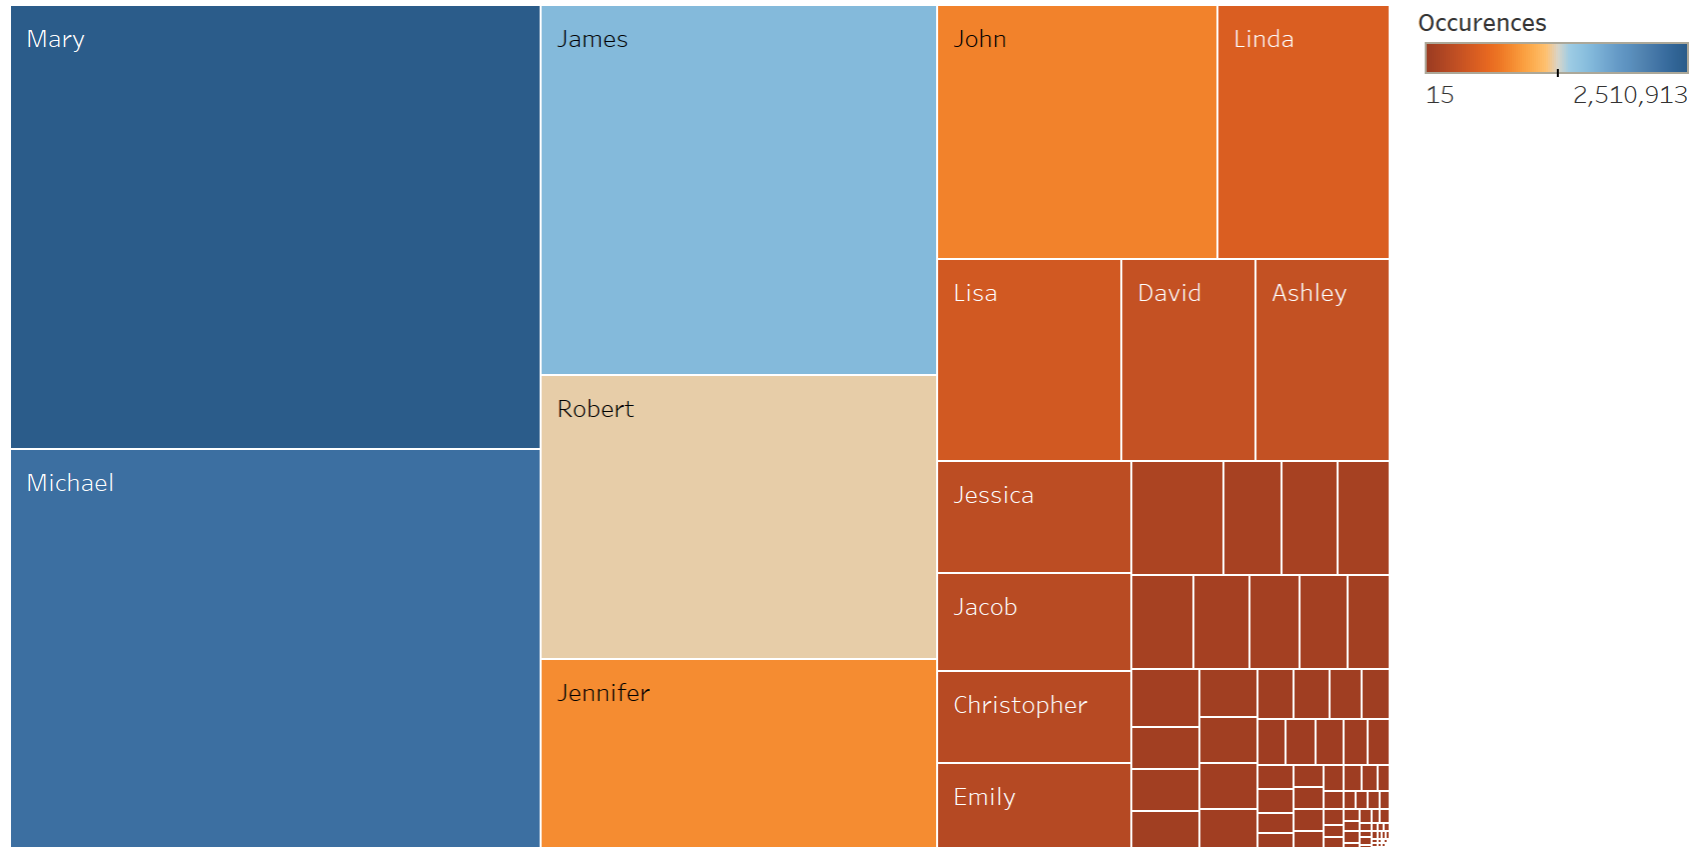 Mary
James
John
Linda
Occurences
15
2,510,913
Lisa
David
Ashley
Robert
Michael
Jessica
Jacob
Jennifer
Christopher
Emily